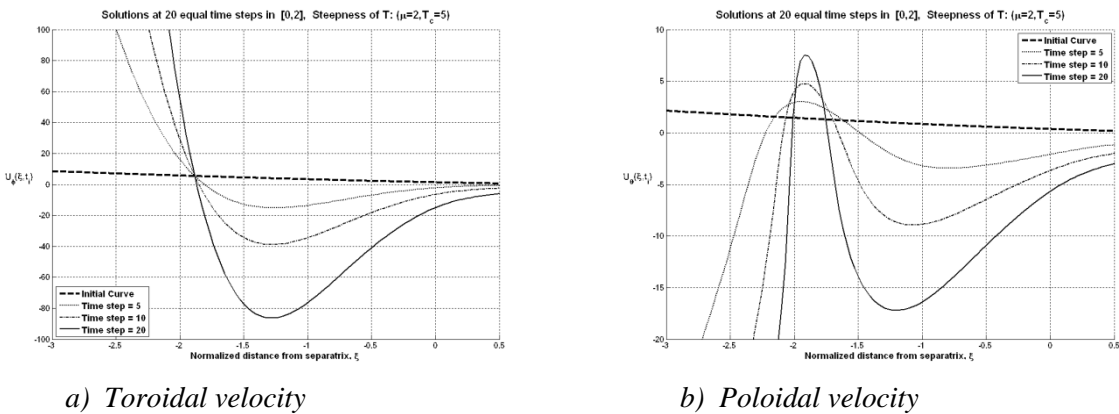 Solutions at 20 equal time steps in [0,2], Steepness of T: (μ=2,T_c=5)
100
80
60
40
20
0
-20
-40
-60
-80
-100
U_ϕ(ξ,t_i)
Initial Curve
Time step = 5
Time step = 10
Time step = 20
-3
-2.5
-2
-1.5
-1
-0.5
0
0.5
Normalized distance from separatrix, ξ
a) Toroidal velocity
Solutions at 20 equal time steps in [0,2], Steepness of T: (μ=2,T_c=5)
10
5
0
-5
-10
-15
-20
U_θ(ξ,t_i)
Initial Curve
Time step = 5
Time step = 10
Time step = 20
-3
-2.5
-2
-1.5
-1
-0.5
0
0.5
Normalized distance from separatrix, ξ
b) Poloidal velocity